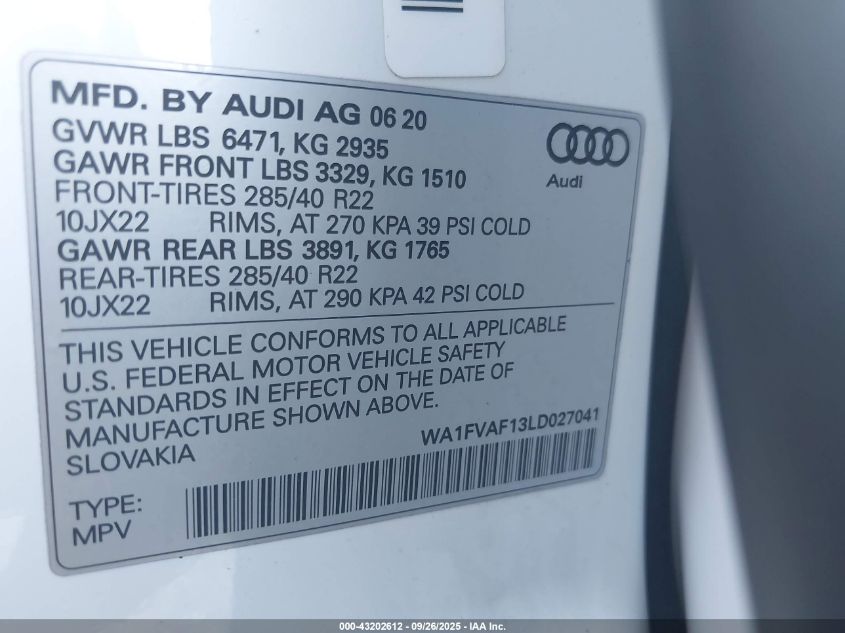 MFD. BY AUDI AG 06 20
GVWR LBS 6471, KG 2935
GAWR FRONT LBS 3329, KG 1510
FRONT-TIRES 285/40 R22
10JX22 RIMS, AT 270 KPA 39 PSI COLD
GAWR REAR LBS 3891, KG 1765
REAR-TIRES 285/40 R22
10JX22 RIMS, AT 290 KPA 42 PSI COLD
Audi
THIS VEHICLE CONFORMS TO ALL APPLICABLE
U.S. FEDERAL MOTOR VEHICLE SAFETY
STANDARDS IN EFFECT ON THE DATE OF
MANUFACTURE SHOWN ABOVE.
SLOVAKIA
WA1FVAF13LD027041
TYPE:
MPV
000-43202612 - 09/26/2025 - IAA Inc.